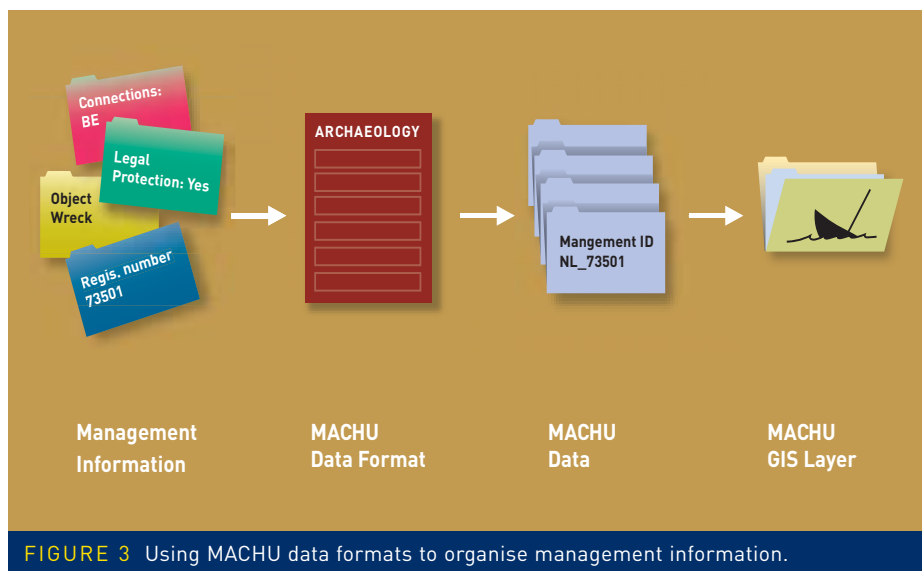 Connections:
BE
Legal
Protection: Yes
Object
Wreck
Regis. number
73501
ARCHAEOLOGY
Mangement ID
NL_73501
Management
Information
MACHU
Data Format
MACHU
Data
MACHU
GIS Layer
FIGURE 3 Using MACHU data formats to organise management information.